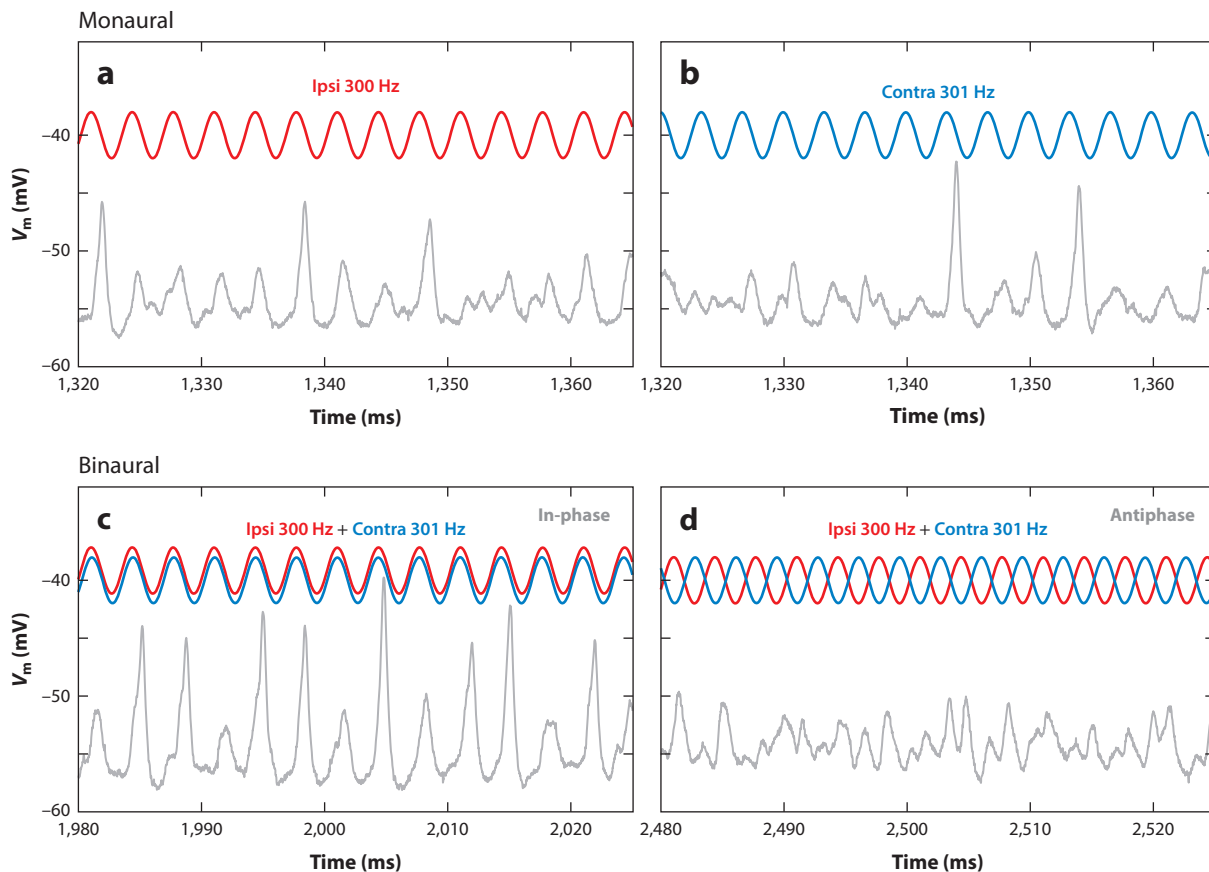 Monaural
a
Ipsi 300 Hz
b
Contra 301 Hz
–40
–50
–60
Vm (mV)
1,320 1,330 1,340 1,350 1,360
Time (ms)
1,320 1,330 1,340 1,350 1,360
Time (ms)
Binaural
c
Ipsi 300 Hz + Contra 301 Hz
In-phase
d
Ipsi 300 Hz + Contra 301 Hz
Antiphase
–40
–50
–60
Vm (mV)
1,980 1,990 2,000 2,010 2,020
Time (ms)
2,480 2,490 2,500 2,510 2,520
Time (ms)